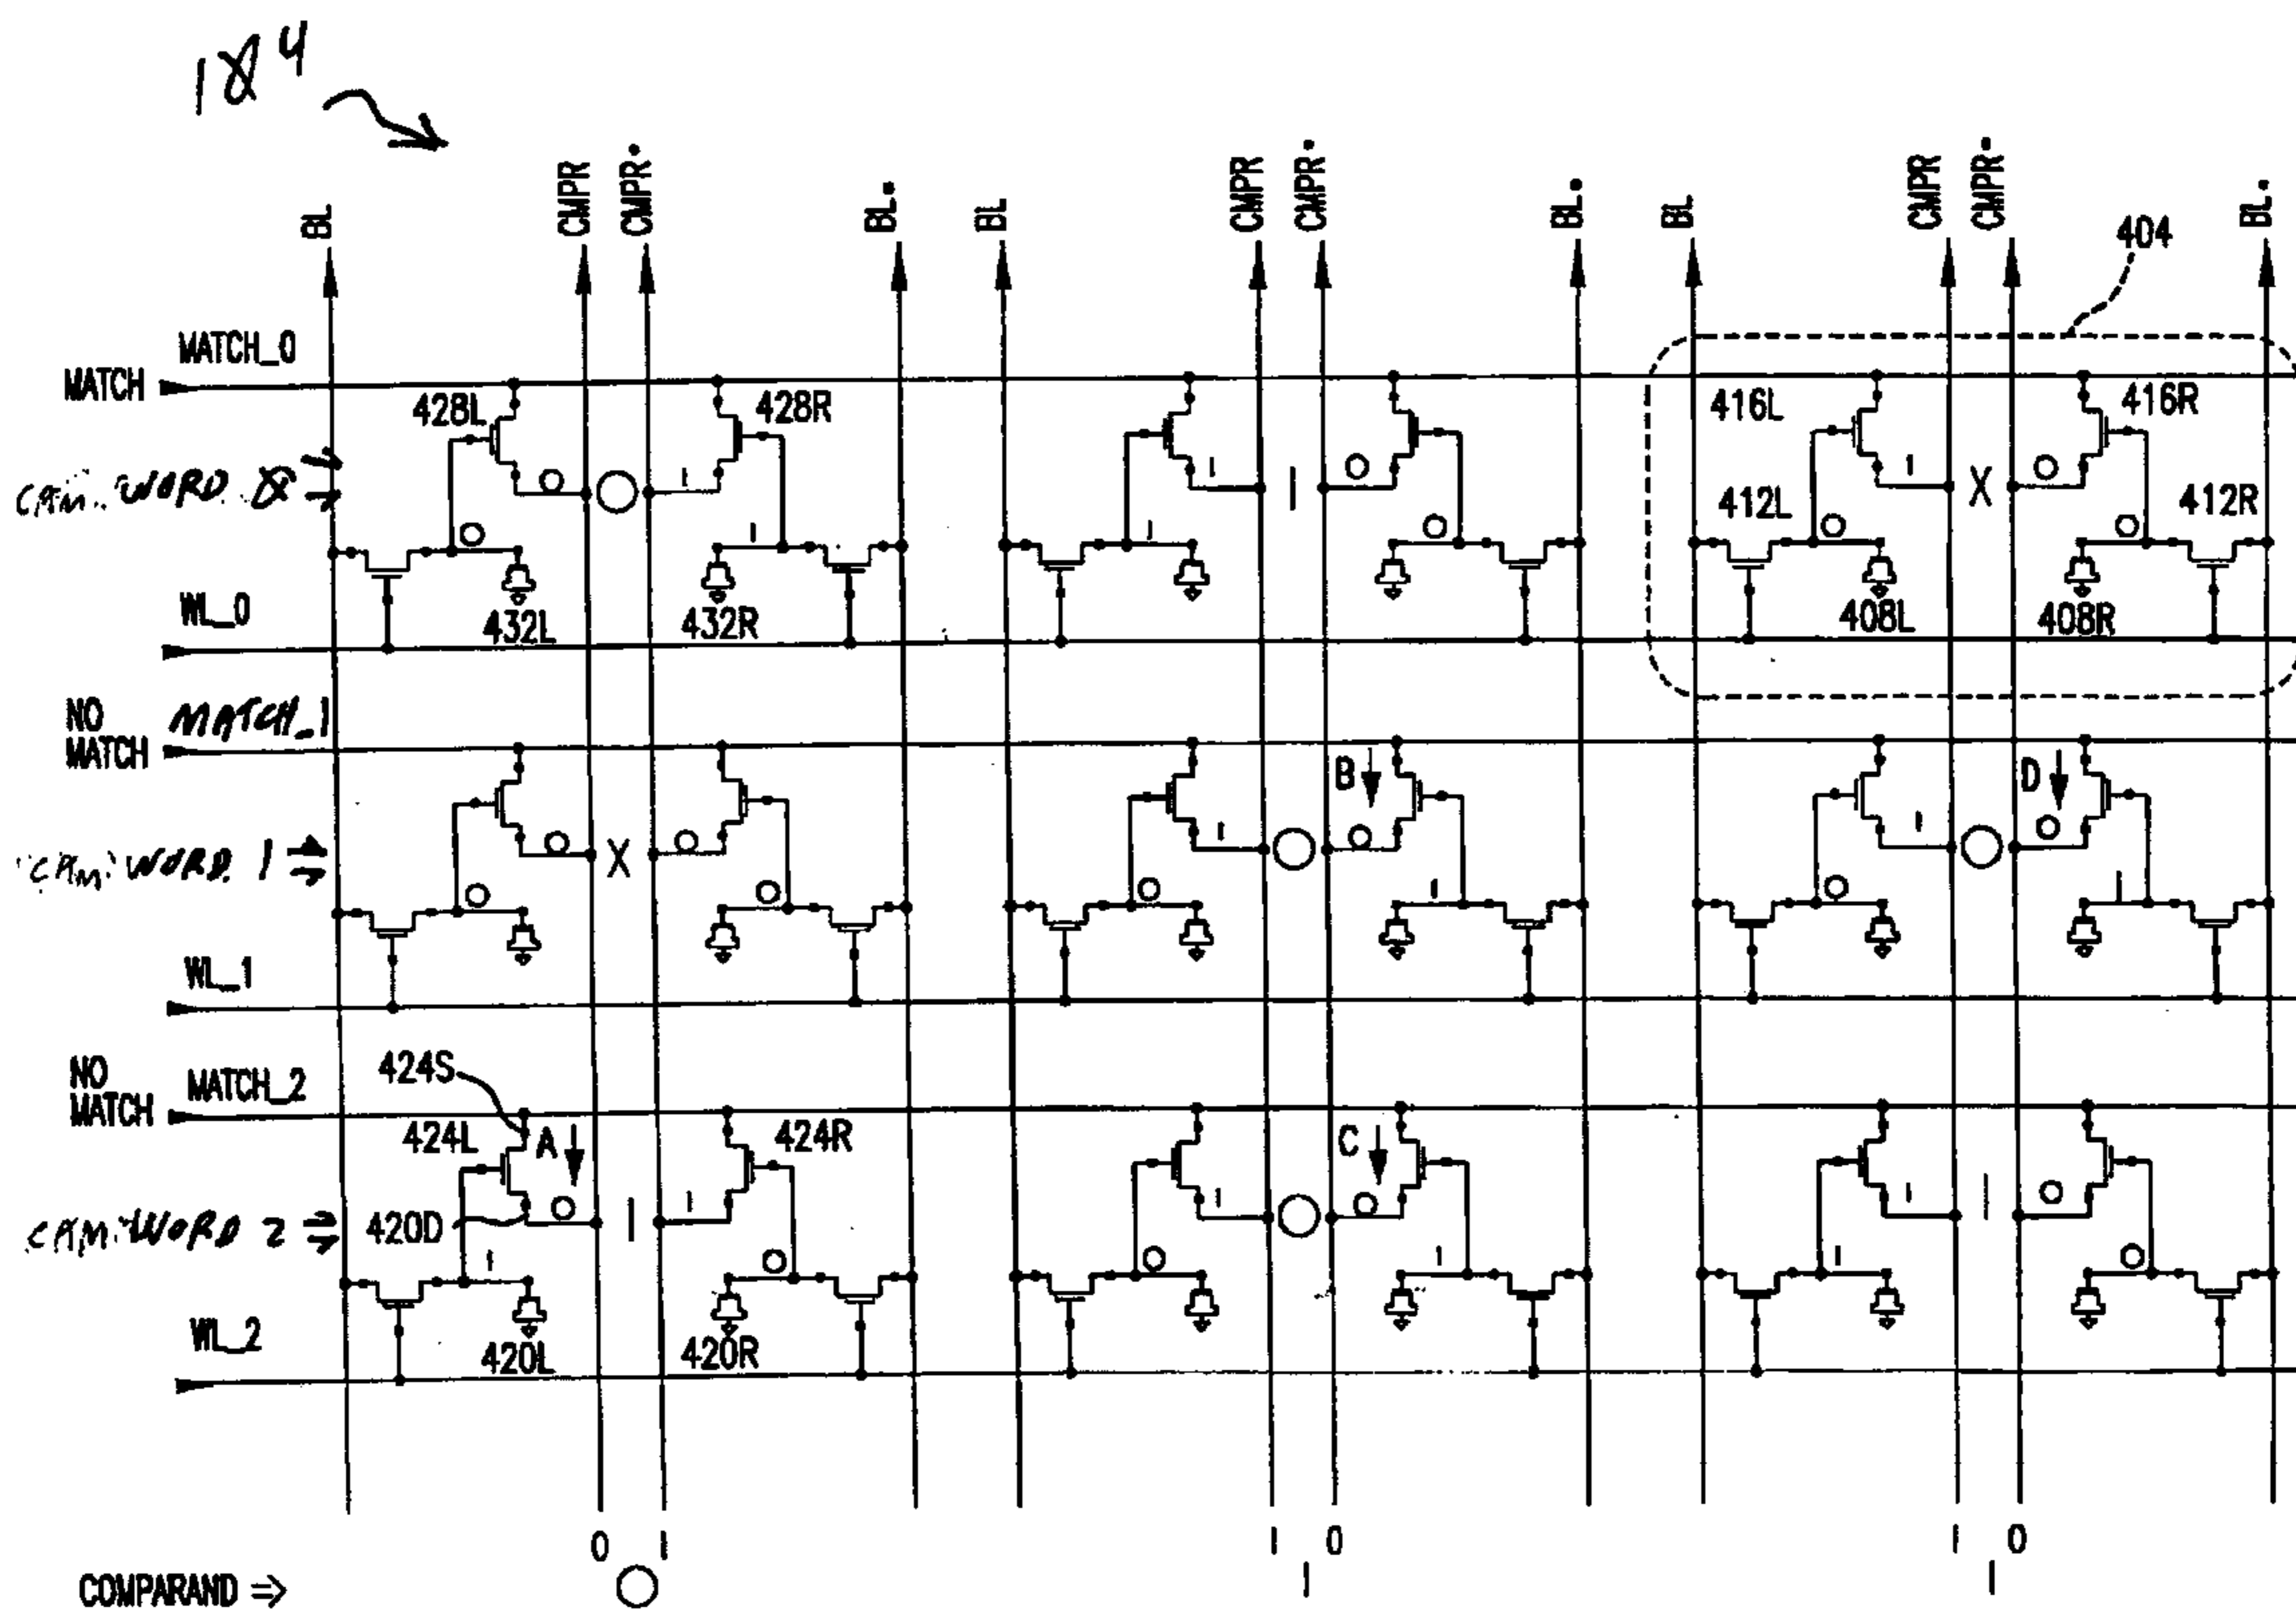 184
BL CMPR CMPR• BL• BL CMPR CMPR• BL• BL CMPR CMPR• BL•
404
MATCH_0
MATCH
428L 428R 416L 416R
0 0 1 1 | 0 1 X 0
CAM WORD 0 ⇒
412L 412R
0 1 1 0 0 0
WL_0
432L 432R 408L 408R
NO MATCH_1
MATCH
B D
0 X 0 1 0 0 1 0 0
CAM WORD 1 ⇒
0 0 0 1 0 1
WL_1
424S
NO MATCH_2
MATCH
424L A 424R C
0 | 1 1 0 0 1 | 0
CAM WORD 2 ⇒ 420D
1 0 0 1 1 0
WL_2
420L 420R
0 1 1 0 1 0
COMPARAND ⇒ 0 1 1